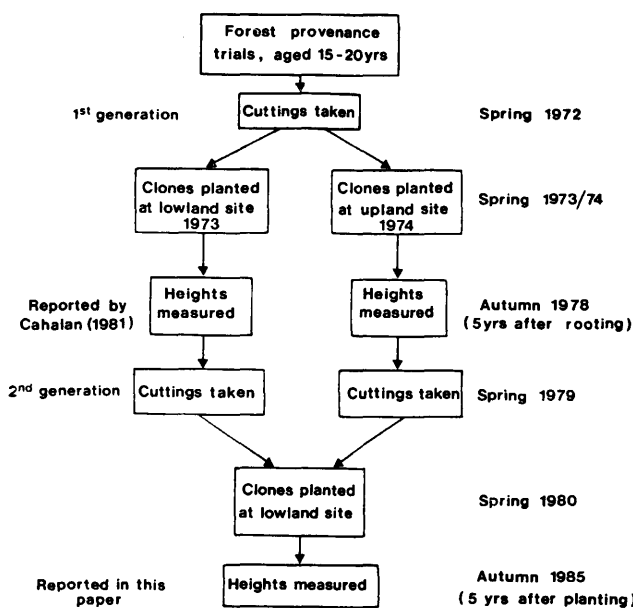 Forest provenance
trials, aged 15-20yrs
1st generation
Cuttings taken
Spring 1972
Clones planted
at lowland site
1973
Clones planted
at upland site
1974
Spring 1973/74
Reported by
Cahalan (1981)
Heights
measured
Heights
measured
Autumn 1978
(5yrs after rooting)
2nd generation
Cuttings taken
Cuttings taken
Spring 1979
Clones planted
at lowland site
Spring 1980
Reported in this
paper
Heights measured
Autumn 1985
(5 yrs after planting)